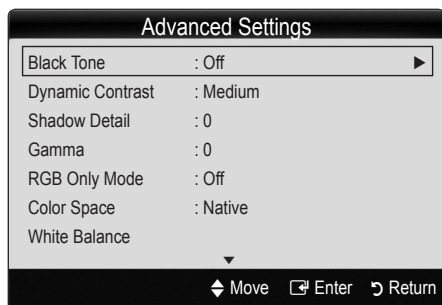 Advanced Settings
Black Tone : Off ▶
Dynamic Contrast : Medium
Shadow Detail : 0
Gamma : 0
RGB Only Mode : Off
Color Space : Native
White Balance
▼
Move Enter Return